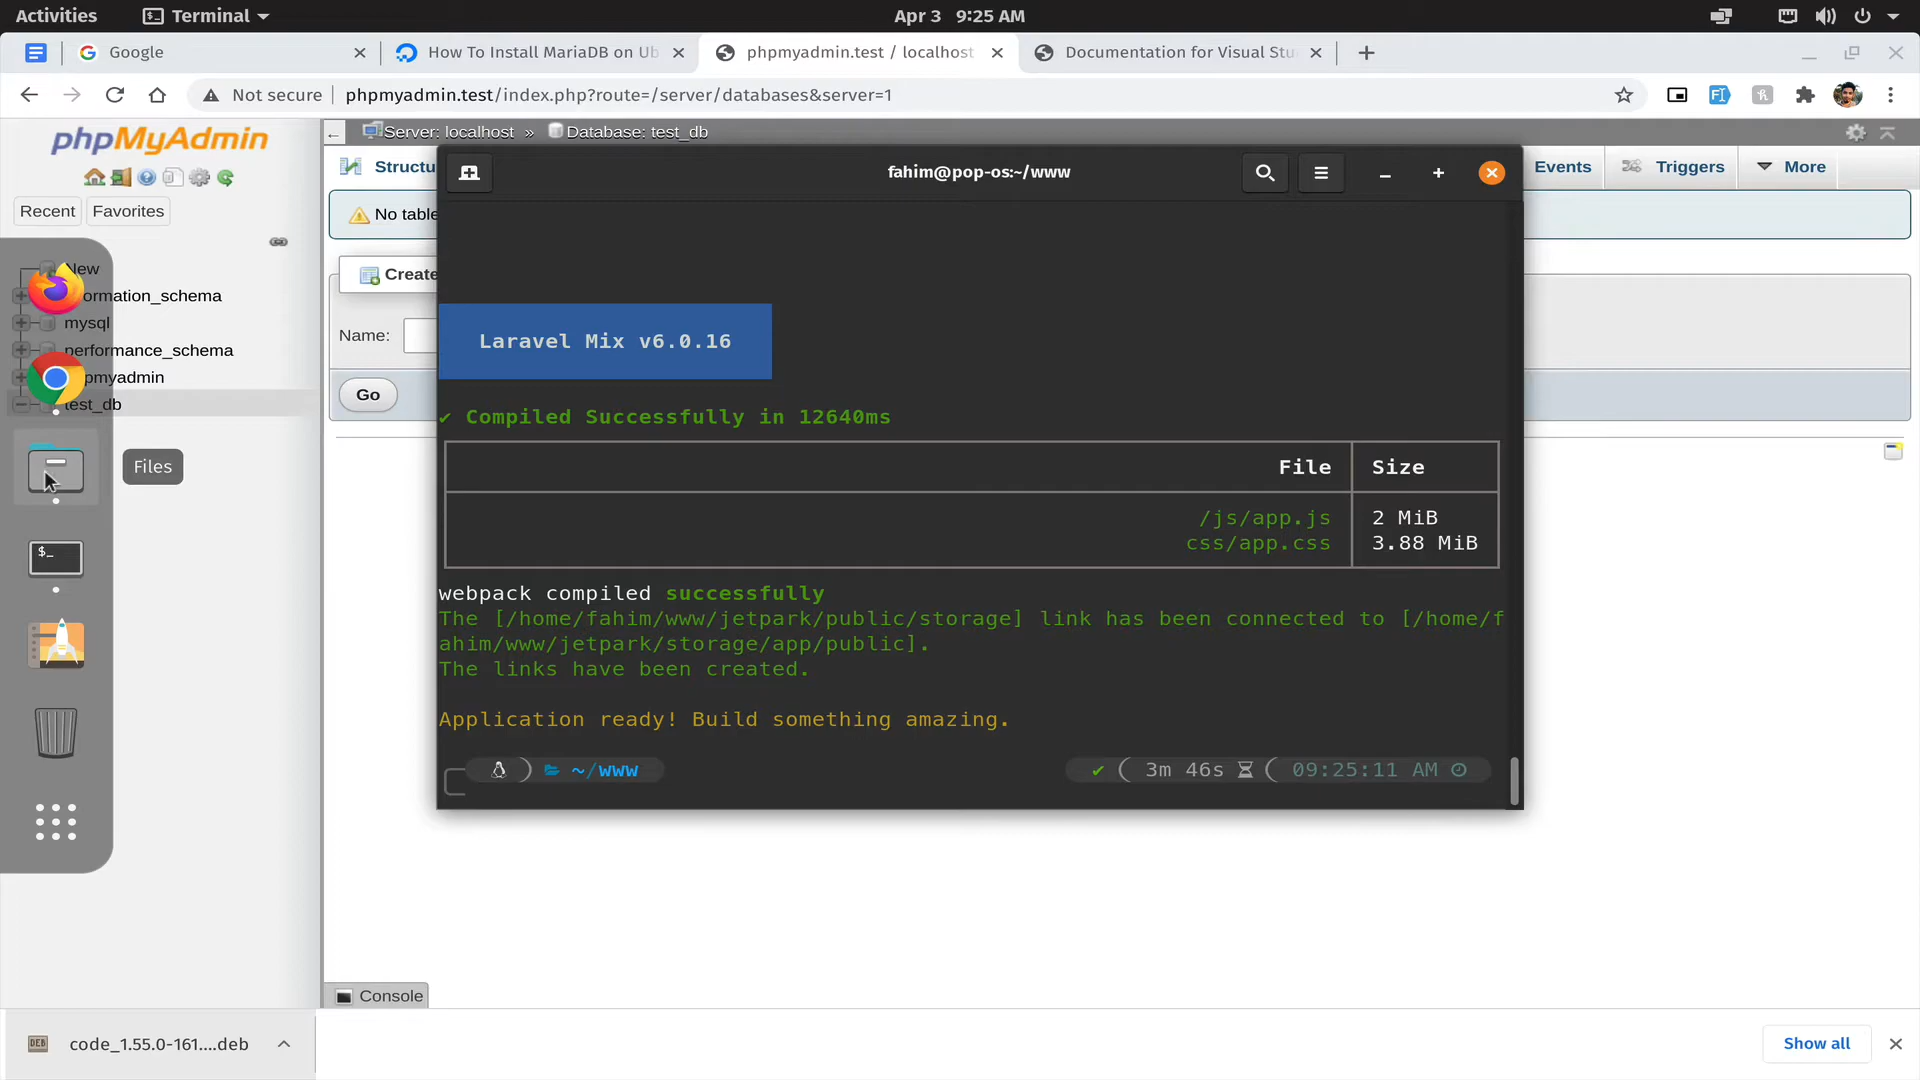 Activities
Terminal
Apr 3 9:25 AM
Google
How To Install MariaDB on Ub
phpmyadmin.test / localhost
Documentation for Visual Stu
Not secure
phpmyadmin.test/index.php?route=/server/databases&server=1
phpMyAdmin
Server: localhost » Database: test_db
Structu
Events
Triggers
More
fahim@pop-os:~/www
Recent
Favorites
No table
New
ormation_schema
mysql
performance_schema
pmyadmin
test_db
Create
Name:
Go
Files
Laravel Mix v6.0.16
✔ Compiled Successfully in 12640ms
File
Size
/js/app.js
2 MiB
css/app.css
3.88 MiB
webpack compiled successfully
The [/home/fahim/www/jetpark/public/storage] link has been connected to [/home/f
ahim/www/jetpark/storage/app/public].
The links have been created.
Application ready! Build something amazing.
~/www
✔ ( 3m 46s ( 09:25:11 AM
$_
Console
DEB
code_1.55.0-161....deb
Show all